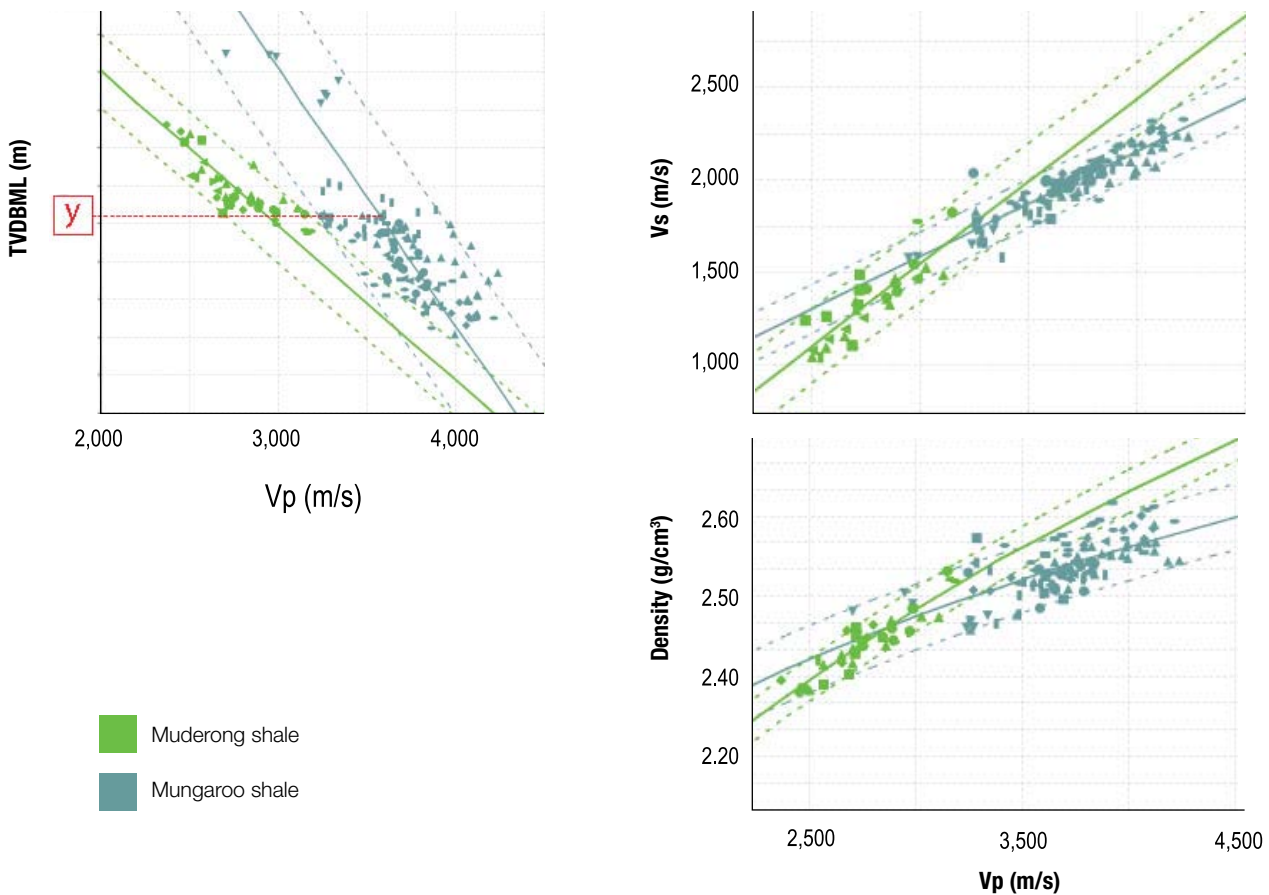 TVDBML (m)
y
2,000
3,000
4,000
Vp (m/s)
Muderong shale
Mungaroo shale
Vs (m/s)
2,500
2,000
1,500
1,000
Density (g/cm³)
2.60
2.50
2.40
2.20
2,500
3,500
4,500
Vp (m/s)